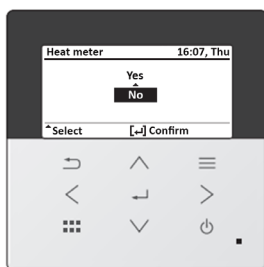 Heat meter 16:07, Thu
Yes
No
Select [↵] Confirm